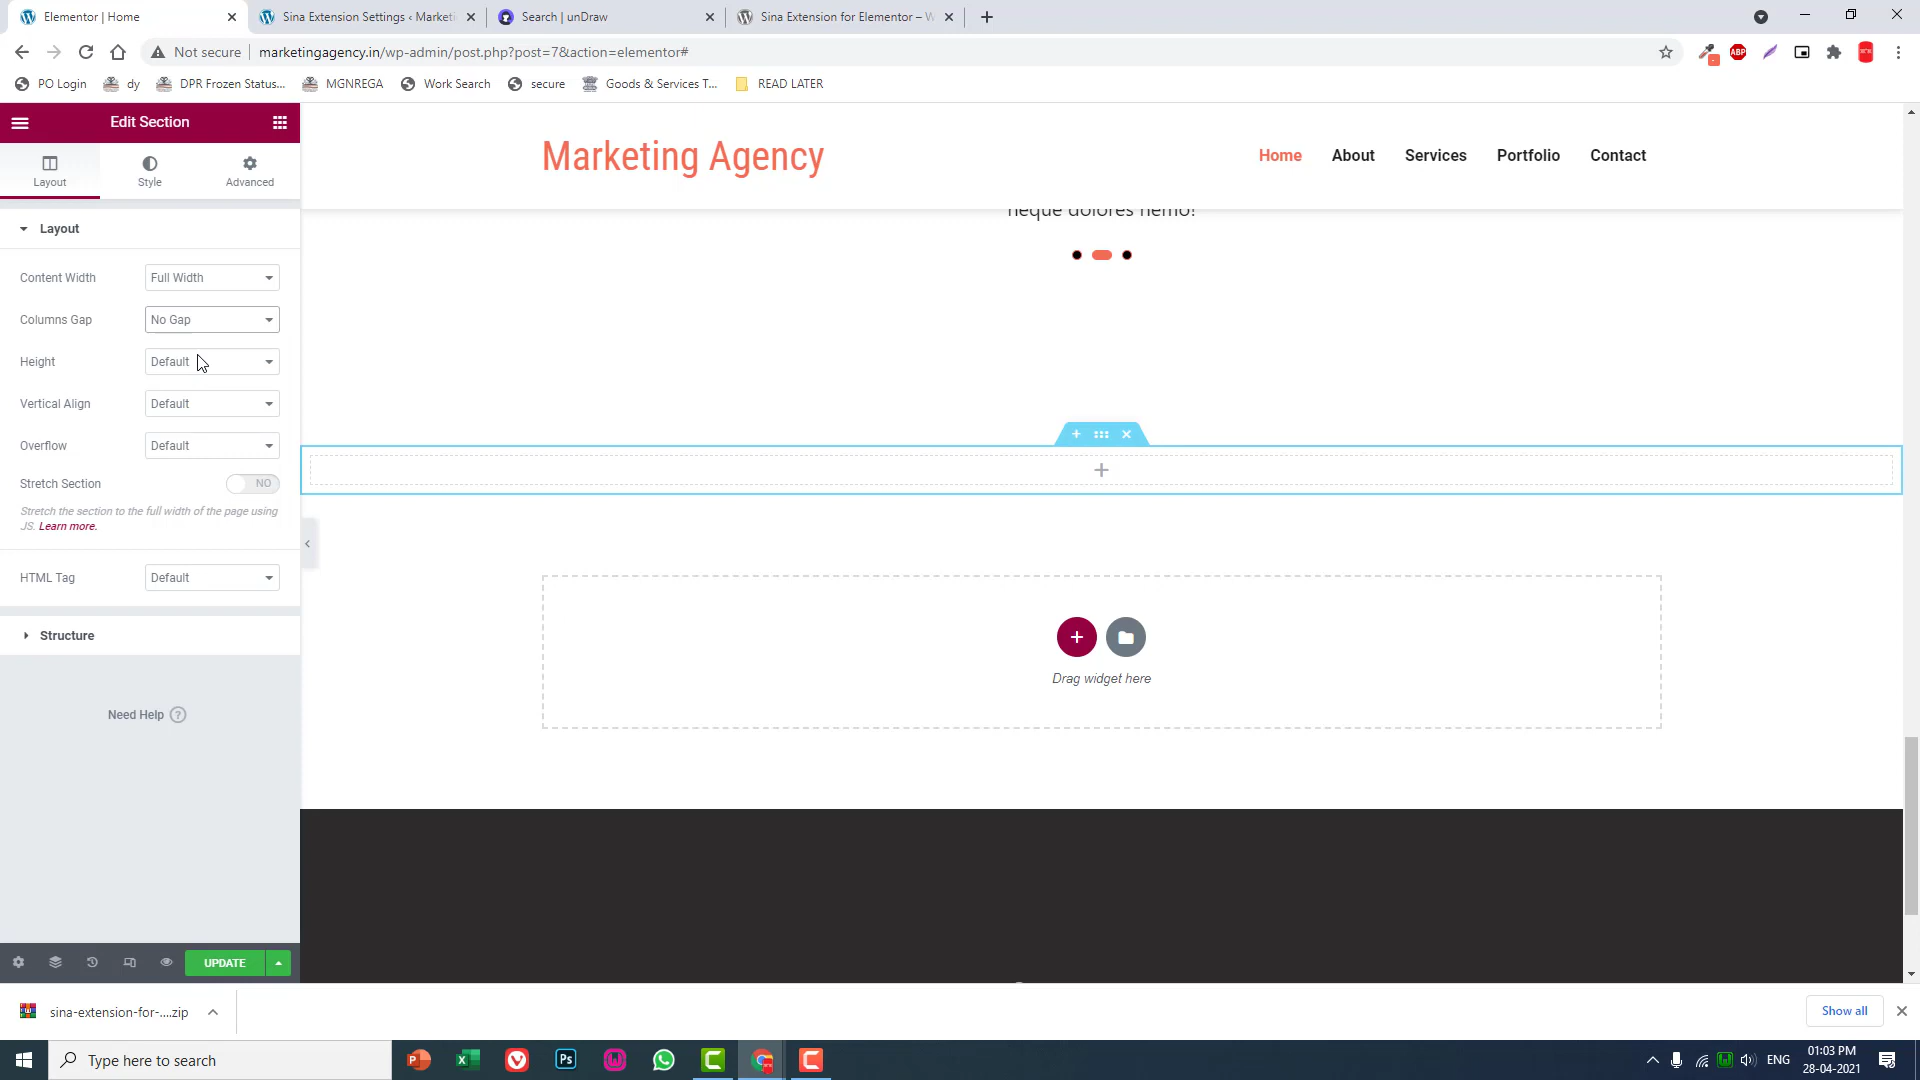 Elementor | Home
Sina Extension Settings ‹ Marketi
Search | unDraw
Sina Extension for Elementor – W
Not secure
marketingagency.in/wp-admin/post.php?post=7&action=elementor#
PO Login
dy
DPR Frozen Status...
MGNREGA
Work Search
secure
Goods & Services T...
READ LATER
Edit Section
Layout
Style
Advanced
Marketing Agency
Home
About
Services
Portfolio
Contact
neque dolores nemo!
Layout
Content Width
Full Width
Columns Gap
No Gap
Height
Default
Vertical Align
Default
Overflow
Default
Stretch Section
NO
Stretch the section to the full width of the page using
JS. Learn more.
HTML Tag
Default
Structure
Need Help ?
Drag widget here
UPDATE
sina-extension-for-....zip
Show all
Type here to search
Ps
ENG
01:03 PM
28-04-2021